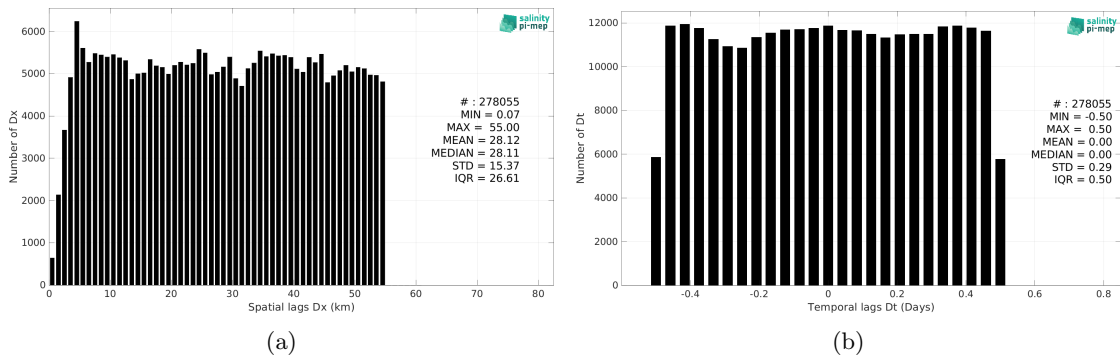 salinity
pi-mep
6000
5000
4000
3000
2000
1000
0
Number of Dx
# : 278055
MIN = 0.07
MAX = 55.00
MEAN = 28.12
MEDIAN = 28.11
STD = 15.37
IQR = 26.61
0 10 20 30 40 50 60 70 80
Spatial lags Dx (km)
(a)
salinity
pi-mep
12000
10000
8000
6000
4000
2000
0
Number of Dt
# : 278055
MIN = -0.50
MAX = 0.50
MEAN = 0.00
MEDIAN = 0.00
STD = 0.29
IQR = 0.50
-0.4 -0.2 0 0.2 0.4 0.6 0.8
Temporal lags Dt (Days)
(b)